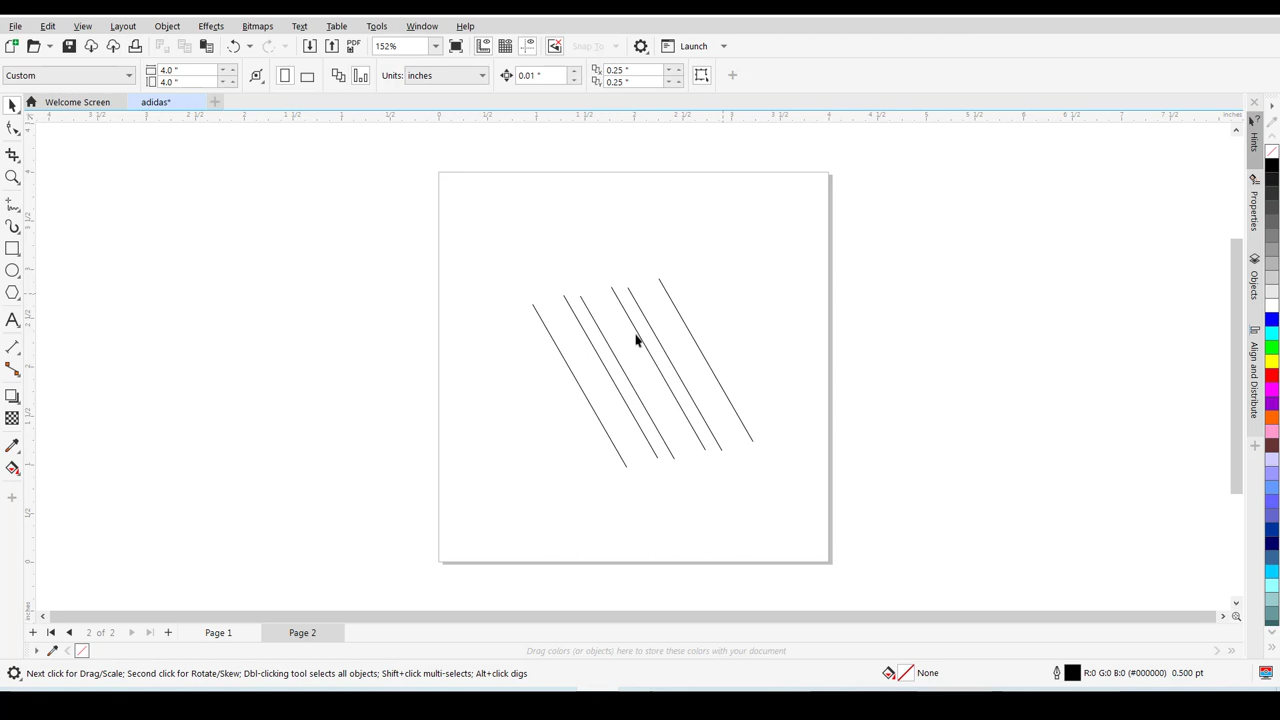 File Edit View Layout Object Effects Bitmaps Text Table Tools Window Help
PDF 152% Snap To Launch
Custom 4.0 " 4.0 " Units: inches 0.01 " 0.25 " 0.25 "
Welcome Screen adidas*
inches
Hints
Properties
Objects
Align and Distribute
2 of 2 Page 1 Page 2
Drag colors (or objects) here to store these colors with your document
Next click for Drag/Scale; Second click for Rotate/Skew; Dbl-clicking tool selects all objects; Shift+click multi-selects; Alt+click digs None R:0 G:0 B:0 (#000000) 0.500 pt